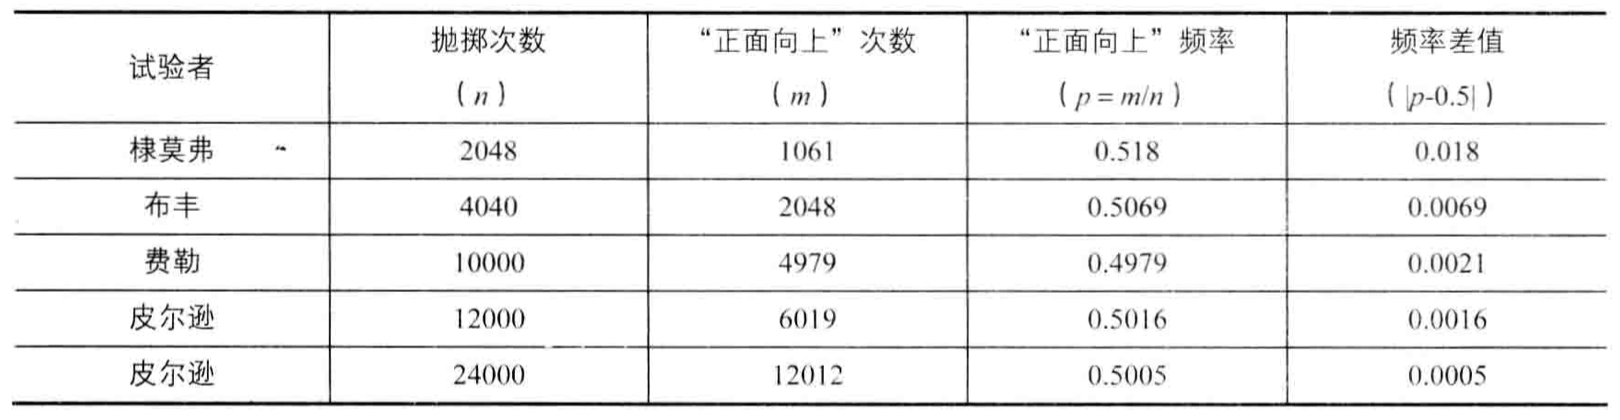 试验者 抛掷次数 “正面向上”次数 “正面向上”频率 频率差值
(n) (m) (p=m/n) (|p-0.5|)
棣莫弗 2048 1061 0.518 0.018
布丰 4040 2048 0.5069 0.0069
费勒 10000 4979 0.4979 0.0021
皮尔逊 12000 6019 0.5016 0.0016
皮尔逊 24000 12012 0.5005 0.0005